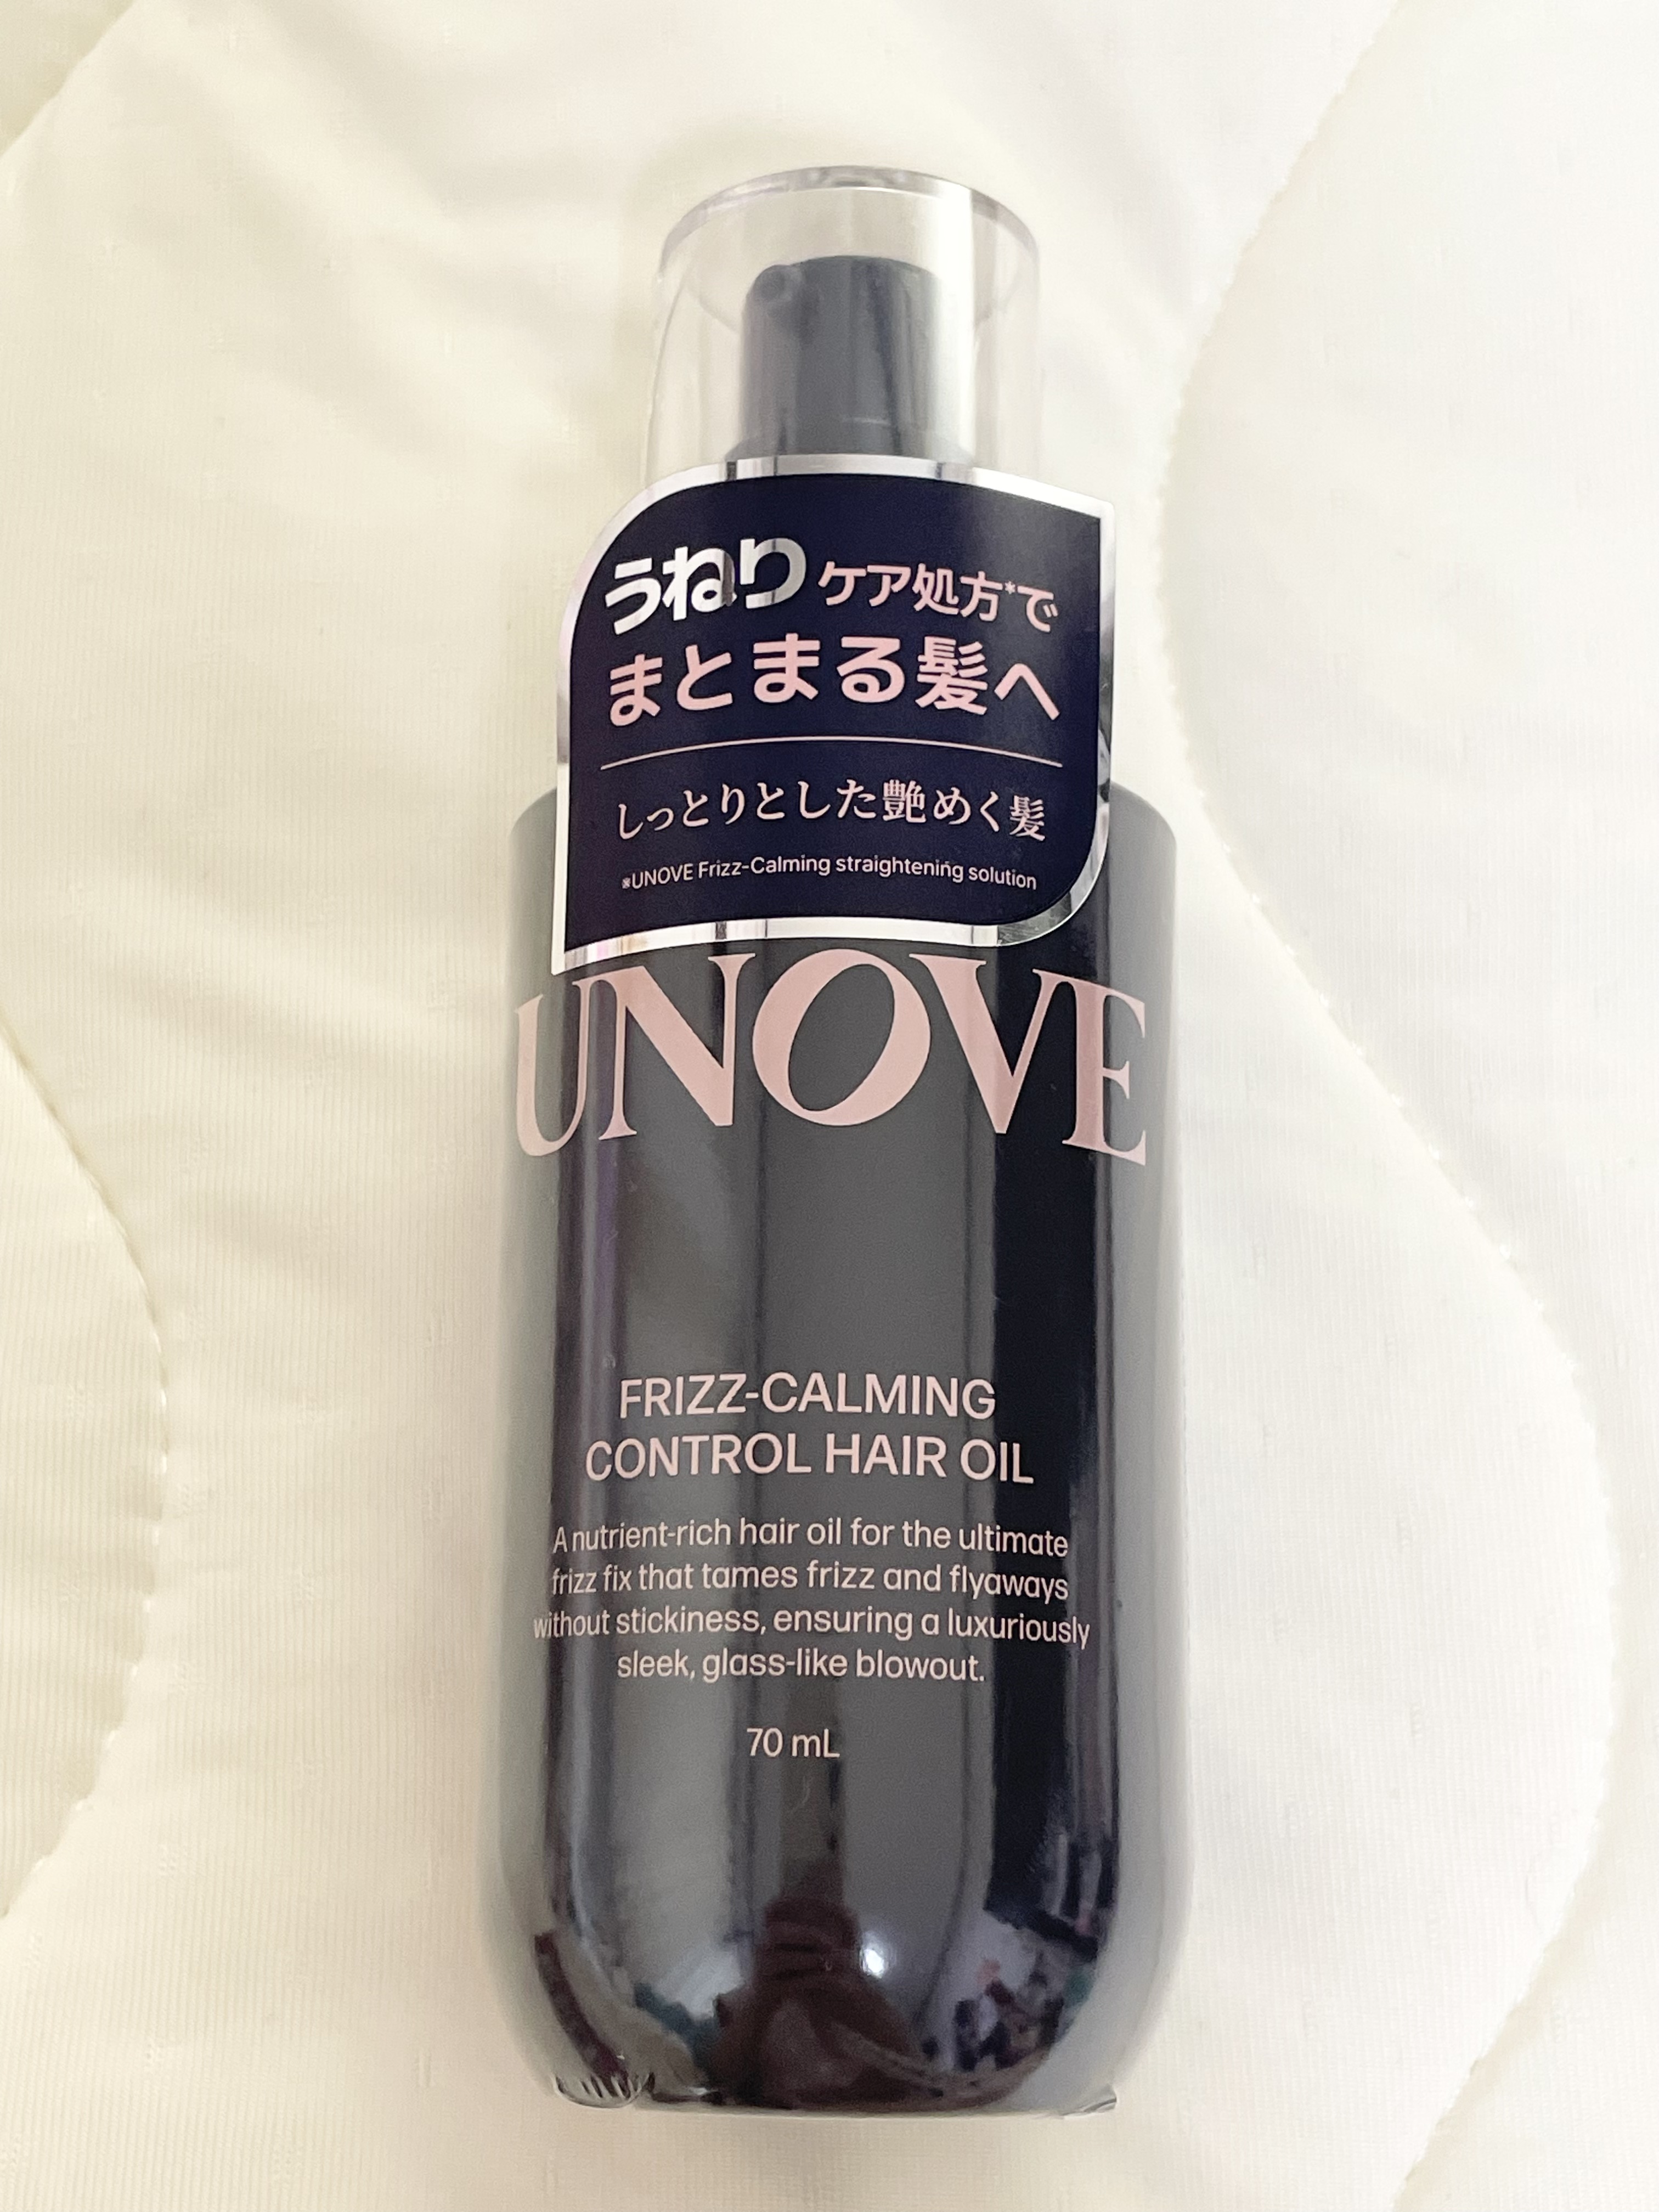 うねりケア処方*で
まとまる髪へ
しっとりとした艶めく髪
※UNOVE Frizz-Calming straightening solution
UNOVE
FRIZZ-CALMING
CONTROL HAIR OIL
A nutrient-rich hair oil for the ultimate
frizz fix that tames frizz and flyaways
without stickiness, ensuring a luxuriously
sleek, glass-like blowout.
70 mL